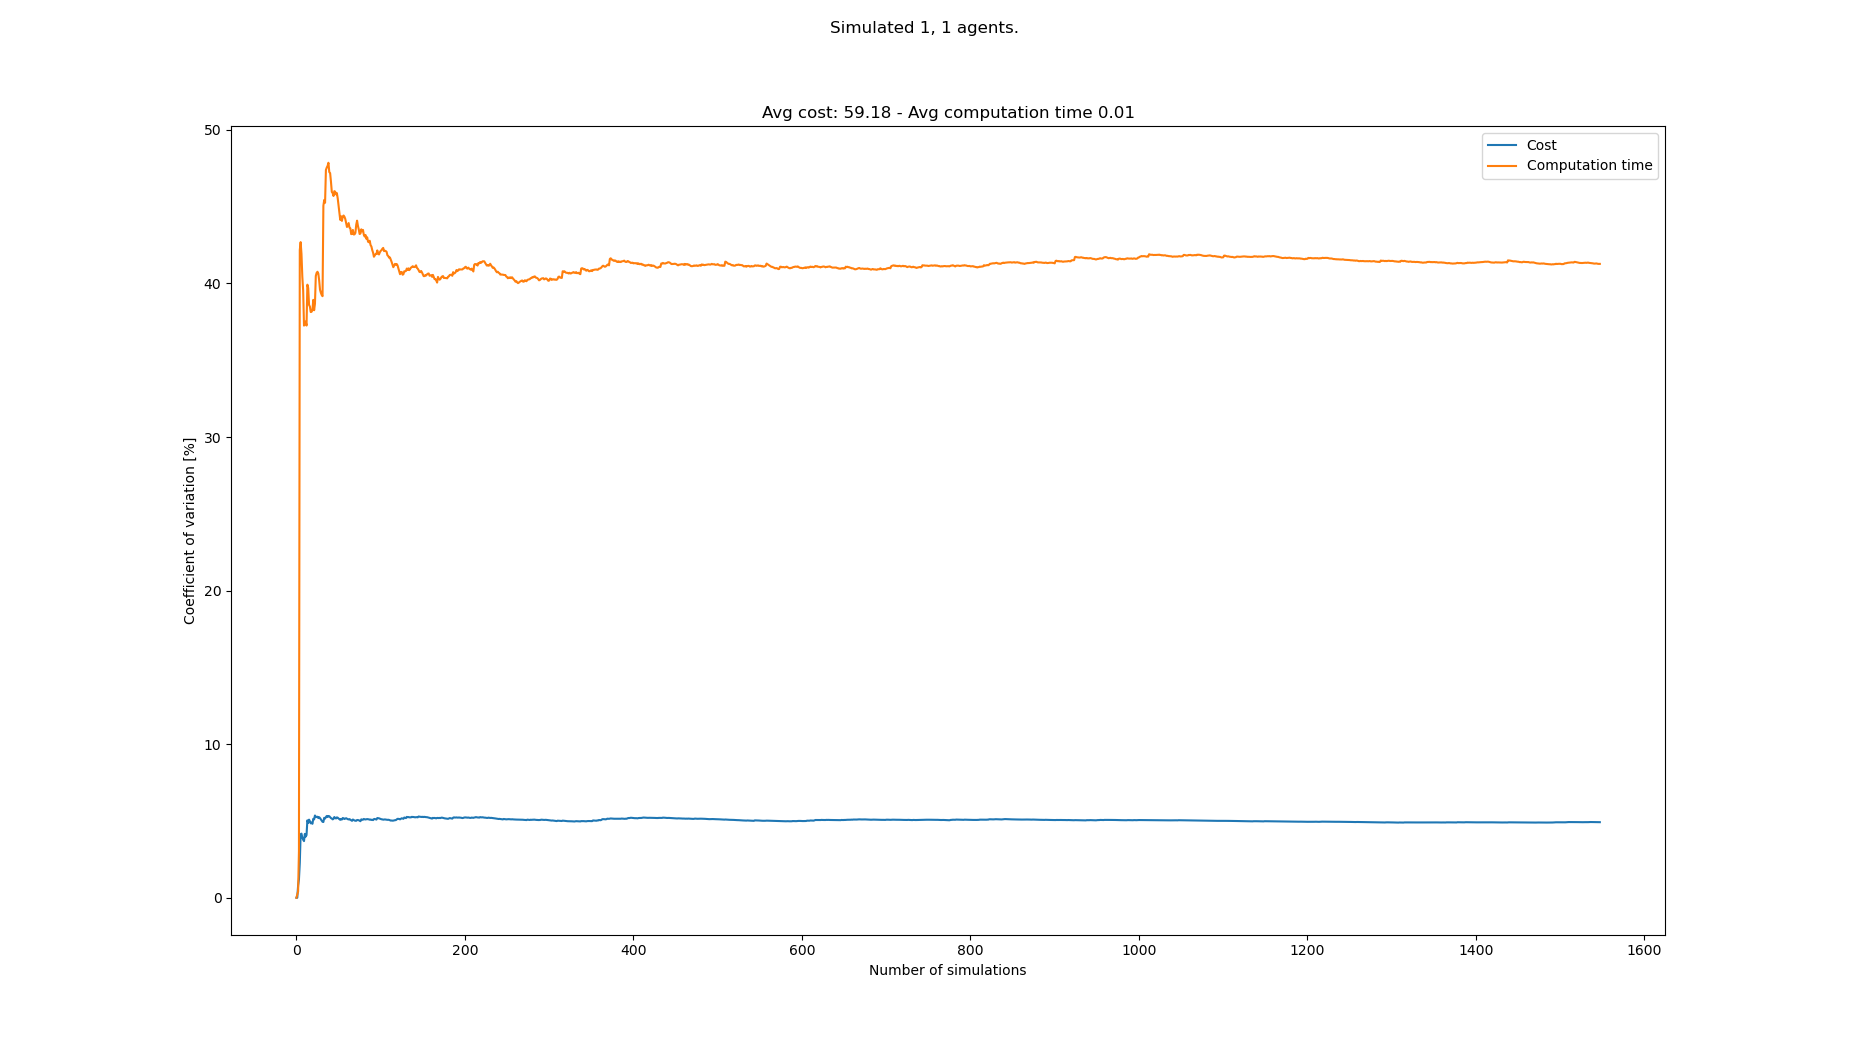 Simulated 1, 1 agents.
Avg cost: 59.18 - Avg computation time 0.01
Cost
Computation time
50
40
30
20
10
0
Coefficient of variation [%]
0 200 400 600 800 1000 1200 1400 1600
Number of simulations